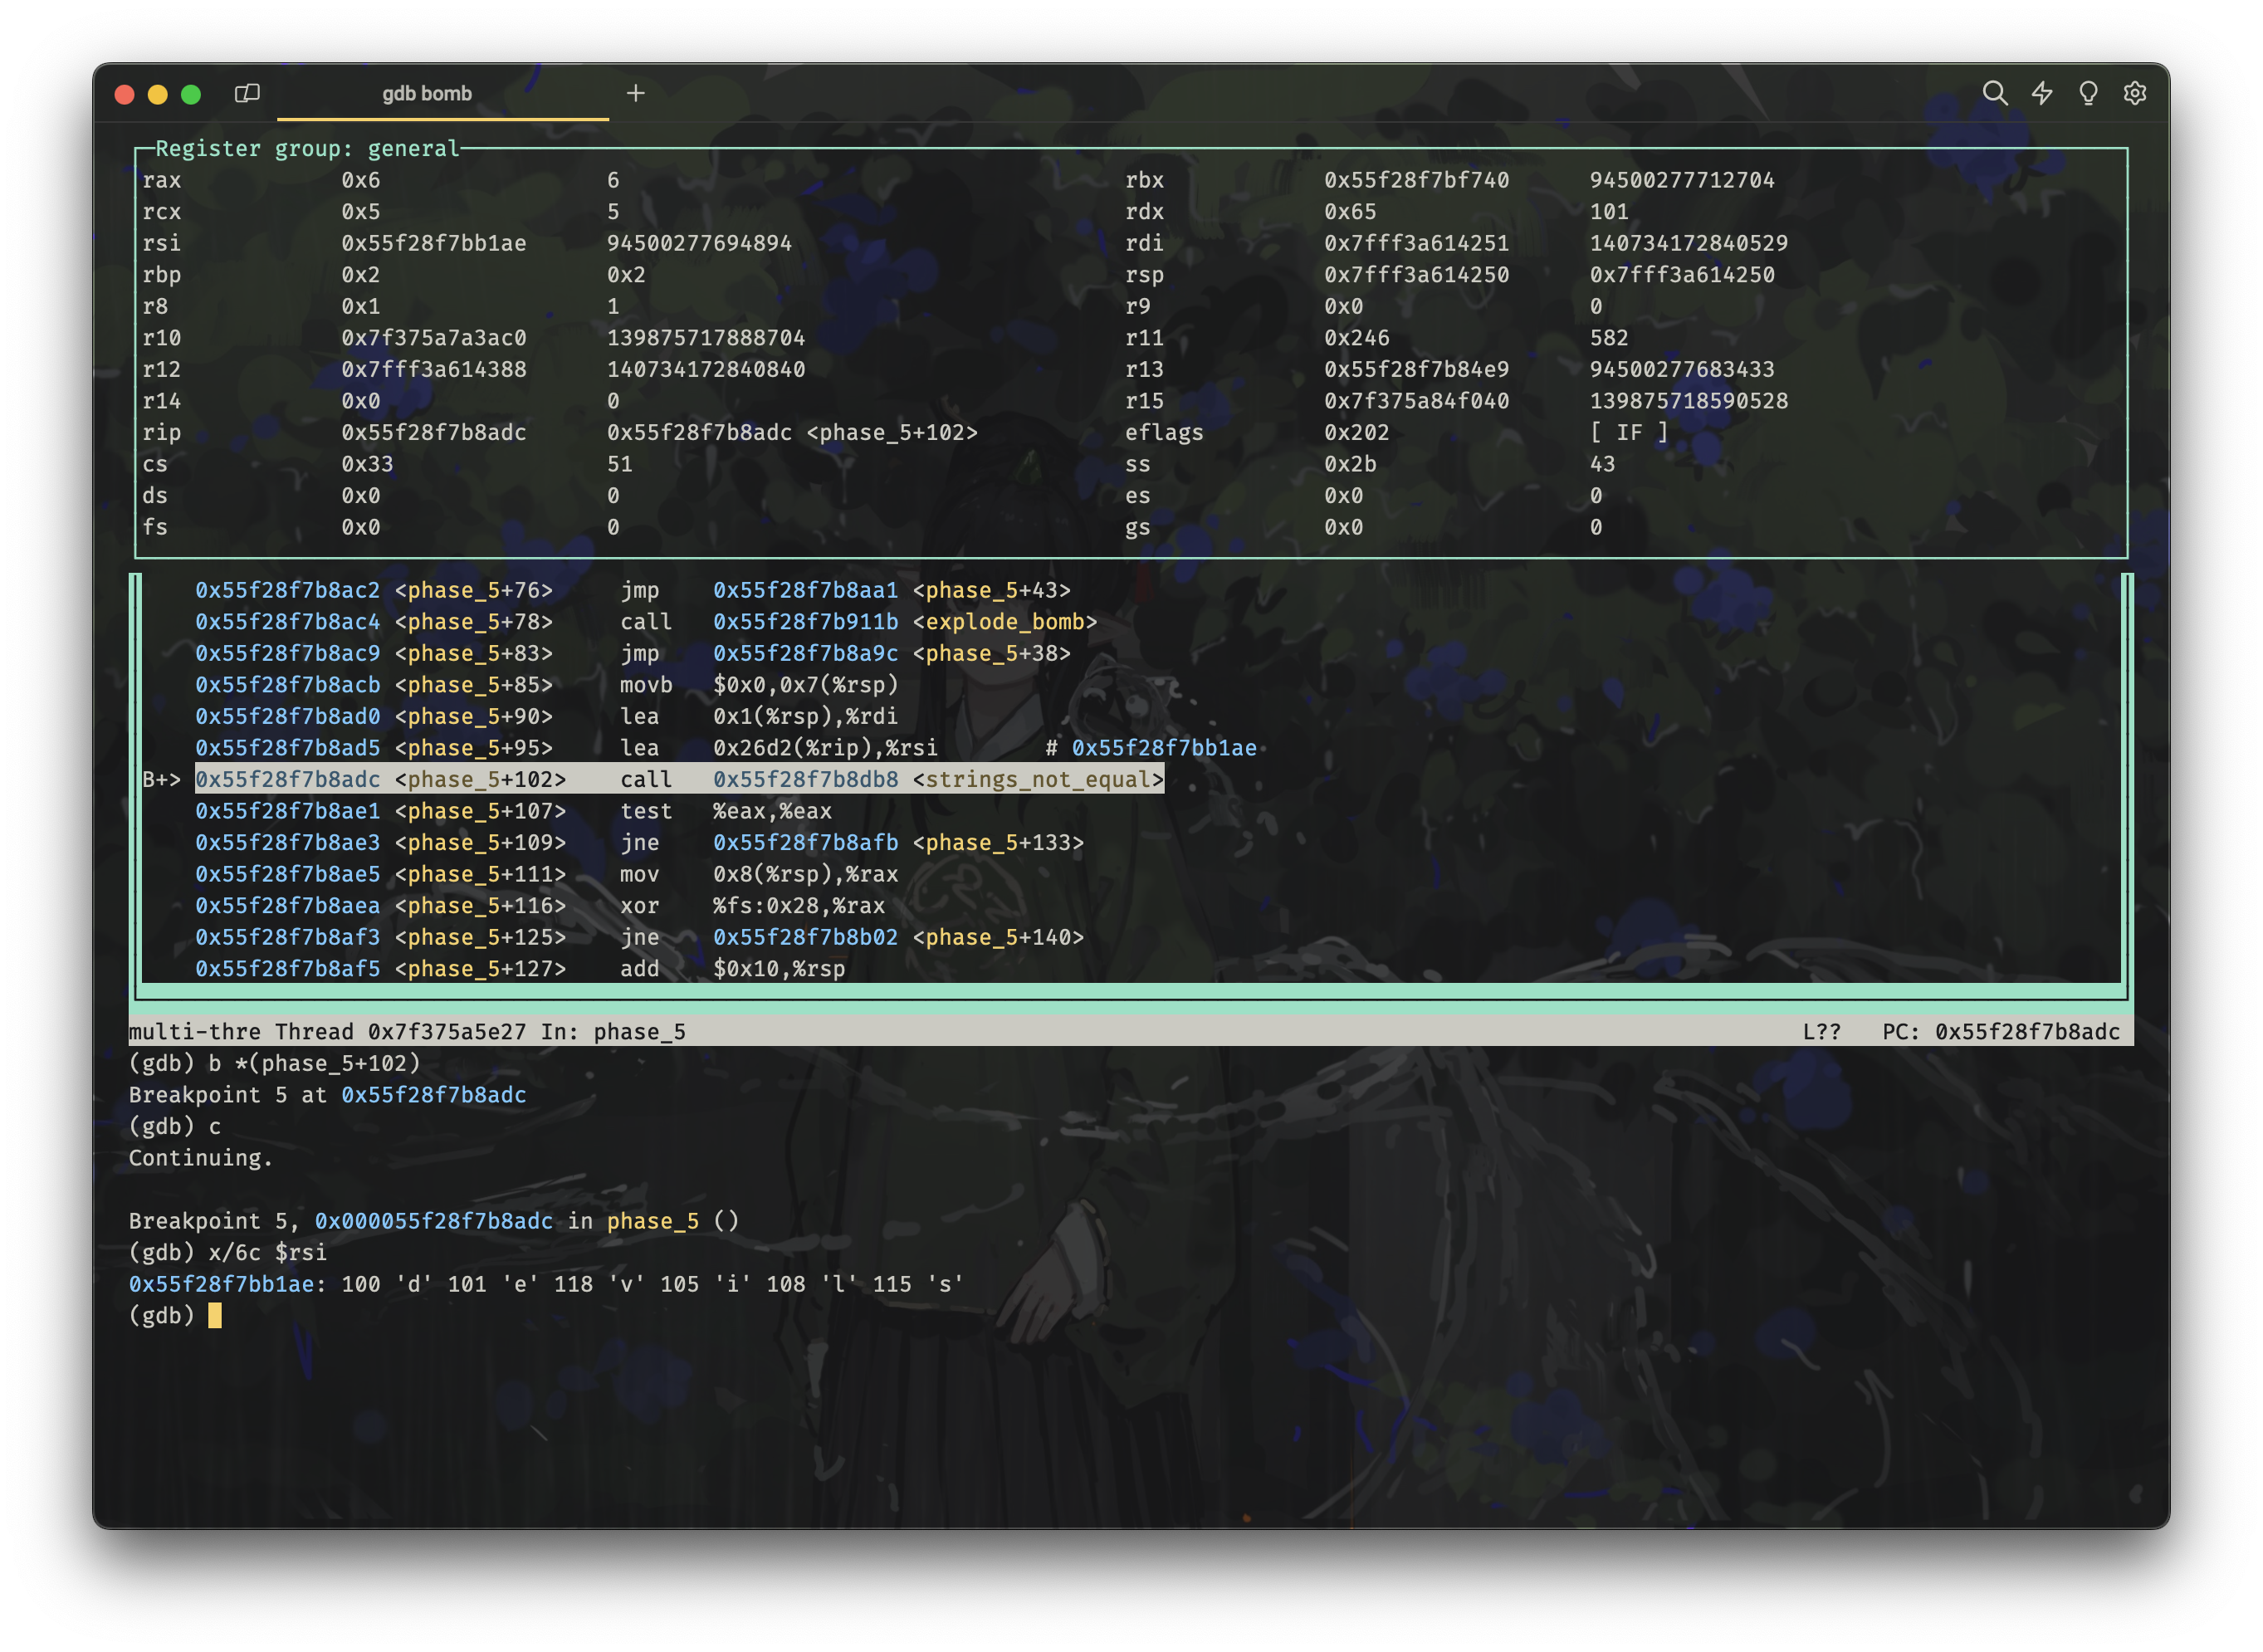 gdb bomb
Register group: general
rax 0x6 6 rbx 0x55f28f7bf740 94500277712704
rcx 0x5 5 rdx 0x65 101
rsi 0x55f28f7bb1ae 94500277694894 rdi 0x7fff3a614251 140734172840529
rbp 0x2 0x2 rsp 0x7fff3a614250 0x7fff3a614250
r8 0x1 1 r9 0x0 0
r10 0x7f375a7a3ac0 139875717888704 r11 0x246 582
r12 0x7fff3a614388 140734172840840 r13 0x55f28f7b84e9 94500277683433
r14 0x0 0 r15 0x7f375a84f040 139875718590528
rip 0x55f28f7b8adc 0x55f28f7b8adc <phase_5+102> eflags 0x202 [ IF ]
cs 0x33 51 ss 0x2b 43
ds 0x0 0 es 0x0 0
fs 0x0 0 gs 0x0 0
0x55f28f7b8ac2 <phase_5+76> jmp 0x55f28f7b8aa1 <phase_5+43>
0x55f28f7b8ac4 <phase_5+78> call 0x55f28f7b911b <explode_bomb>
0x55f28f7b8ac9 <phase_5+83> jmp 0x55f28f7b8a9c <phase_5+38>
0x55f28f7b8acb <phase_5+85> movb $0x0,0x7(%rsp)
0x55f28f7b8ad0 <phase_5+90> lea 0x1(%rsp),%rdi
0x55f28f7b8ad5 <phase_5+95> lea 0x26d2(%rip),%rsi # 0x55f28f7bb1ae
B+> 0x55f28f7b8adc <phase_5+102> call 0x55f28f7b8db8 <strings_not_equal>
0x55f28f7b8ae1 <phase_5+107> test %eax,%eax
0x55f28f7b8ae3 <phase_5+109> jne 0x55f28f7b8afb <phase_5+133>
0x55f28f7b8ae5 <phase_5+111> mov 0x8(%rsp),%rax
0x55f28f7b8aea <phase_5+116> xor %fs:0x28,%rax
0x55f28f7b8af3 <phase_5+125> jne 0x55f28f7b8b02 <phase_5+140>
0x55f28f7b8af5 <phase_5+127> add $0x10,%rsp
multi-thre Thread 0x7f375a5e27 In: phase_5 L?? PC: 0x55f28f7b8adc
(gdb) b *(phase_5+102)
Breakpoint 5 at 0x55f28f7b8adc
(gdb) c
Continuing.
Breakpoint 5, 0x000055f28f7b8adc in phase_5 ()
(gdb) x/6c $rsi
0x55f28f7bb1ae: 100 'd' 101 'e' 118 'v' 105 'i' 108 'l' 115 's'
(gdb)